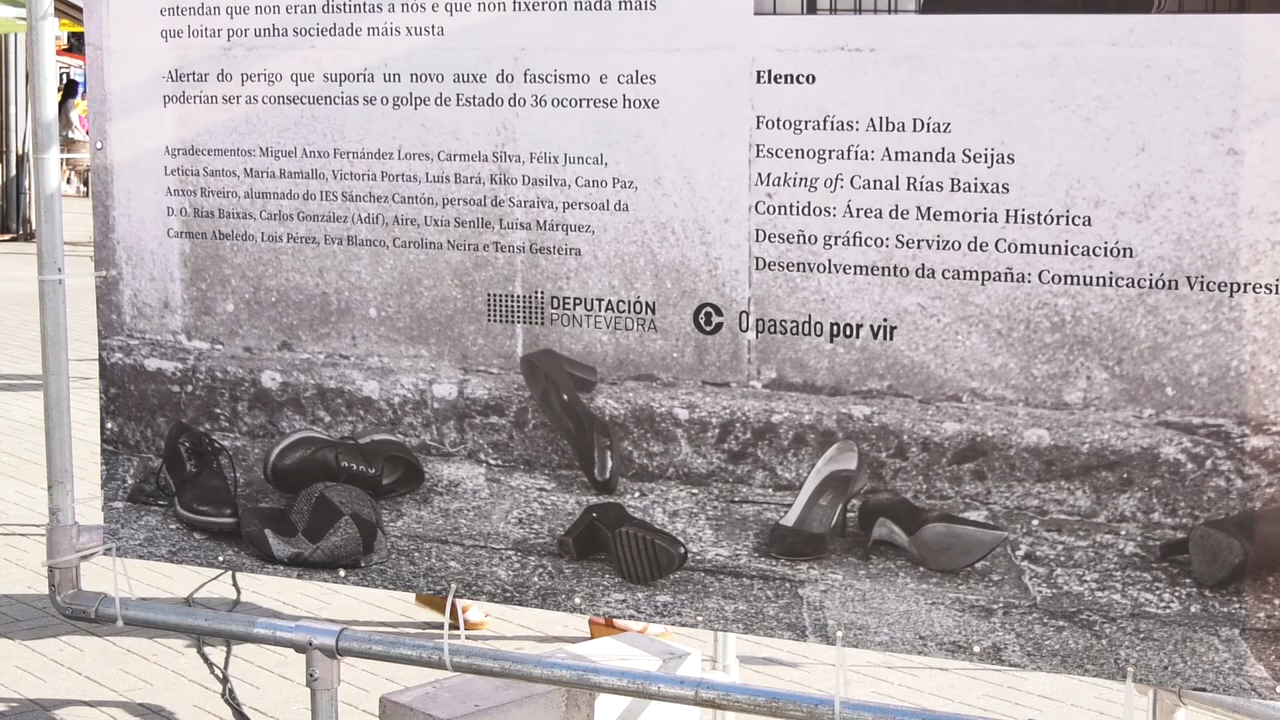 entendan que non eran distintas a nós e que non fixeron nada máis
que loitar por unha sociedade máis xusta
-Alertar do perigo que suporía un novo auxe do fascismo e cales
poderían ser as consecuencias se o golpe de Estado do 36 ocorrese hoxe
Agradecementos: Miguel Anxo Fernández Lores, Carmela Silva, Félix Juncal,
Leticia Santos, María Ramallo, Victoria Portas, Luís Bará, Kiko Dasilva, Cano Paz,
Anxos Riveiro, alumnado do IES Sánchez Cantón, persoal de Saraiva, persoal da
D. O. Rías Baixas, Carlos González (Adif), Aire, Uxía Senlle, Luísa Márquez,
Carmen Abeledo, Lois Pérez, Eva Blanco, Carolina Neira e Tensi Gesteira
Elenco
Fotografías: Alba Díaz
Escenografía: Amanda Seijas
Making of: Canal Rías Baixas
Contidos: Área de Memoria Histórica
Deseño gráfico: Servizo de Comunicación
Desenvolvemento da campaña: Comunicación Vicepresi
DEPUTACIÓN
PONTEVEDRA
O pasado por vir